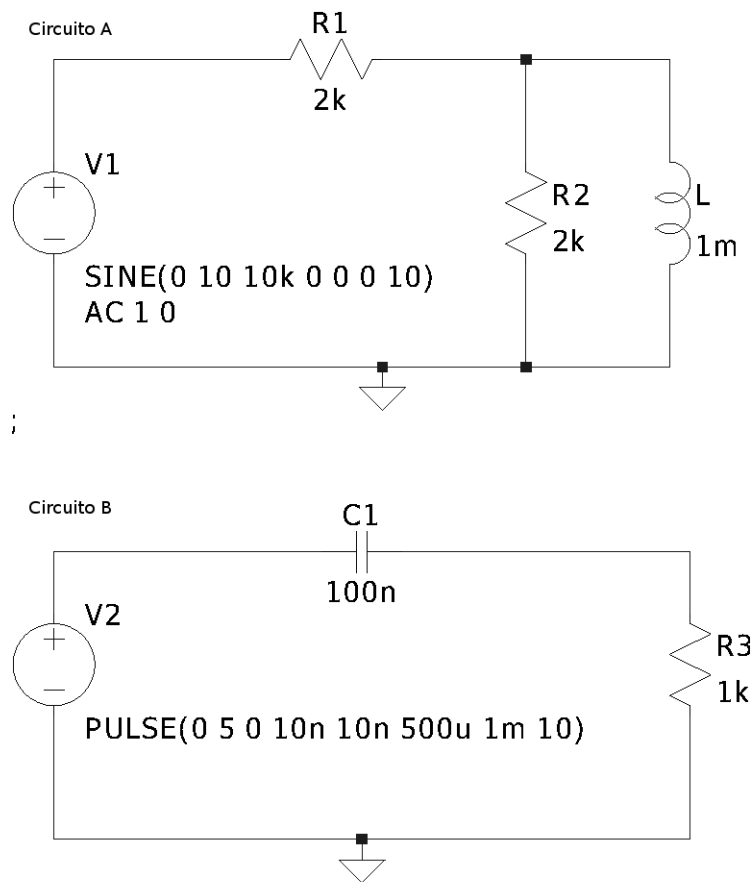 Circuito A
R1
2k
V1
R2
2k
L
1m
SINE(0 10 10k 0 0 0 10)
AC 1 0
;
Circuito B
C1
100n
V2
R3
1k
PULSE(0 5 0 10n 10n 500u 1m 10)